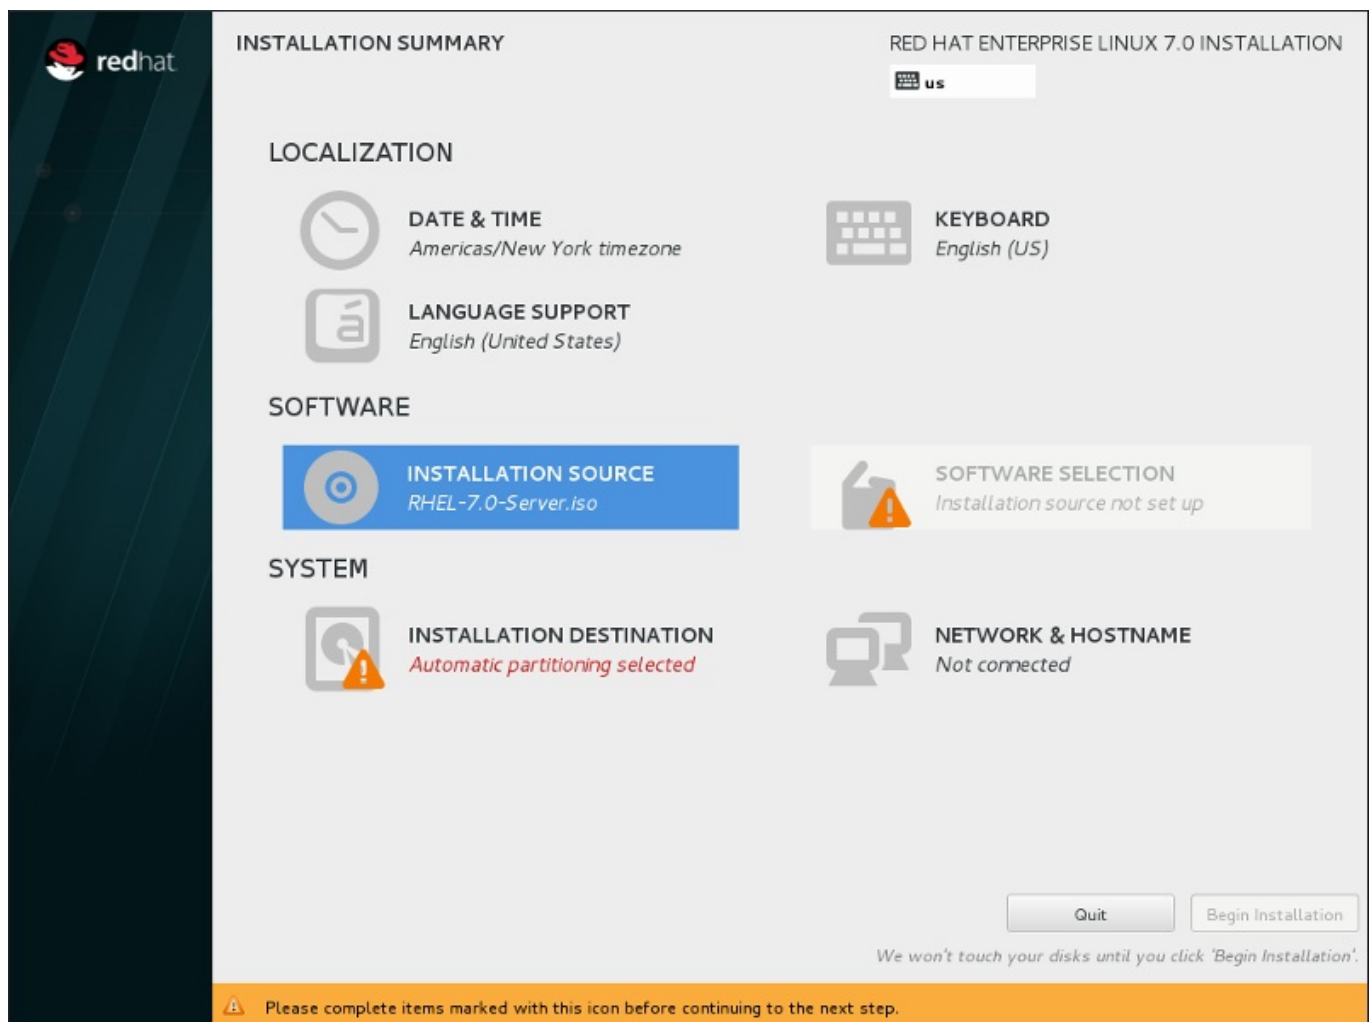 redhat
INSTALLATION SUMMARY
RED HAT ENTERPRISE LINUX 7.0 INSTALLATION
us
LOCALIZATION
DATE & TIME
Americas/New York timezone
KEYBOARD
English (US)
á
LANGUAGE SUPPORT
English (United States)
SOFTWARE
INSTALLATION SOURCE
RHEL-7.0-Server.iso
SOFTWARE SELECTION
Installation source not set up
SYSTEM
INSTALLATION DESTINATION
Automatic partitioning selected
NETWORK & HOSTNAME
Not connected
Quit
Begin Installation
We won't touch your disks until you click 'Begin Installation'.
Please complete items marked with this icon before continuing to the next step.